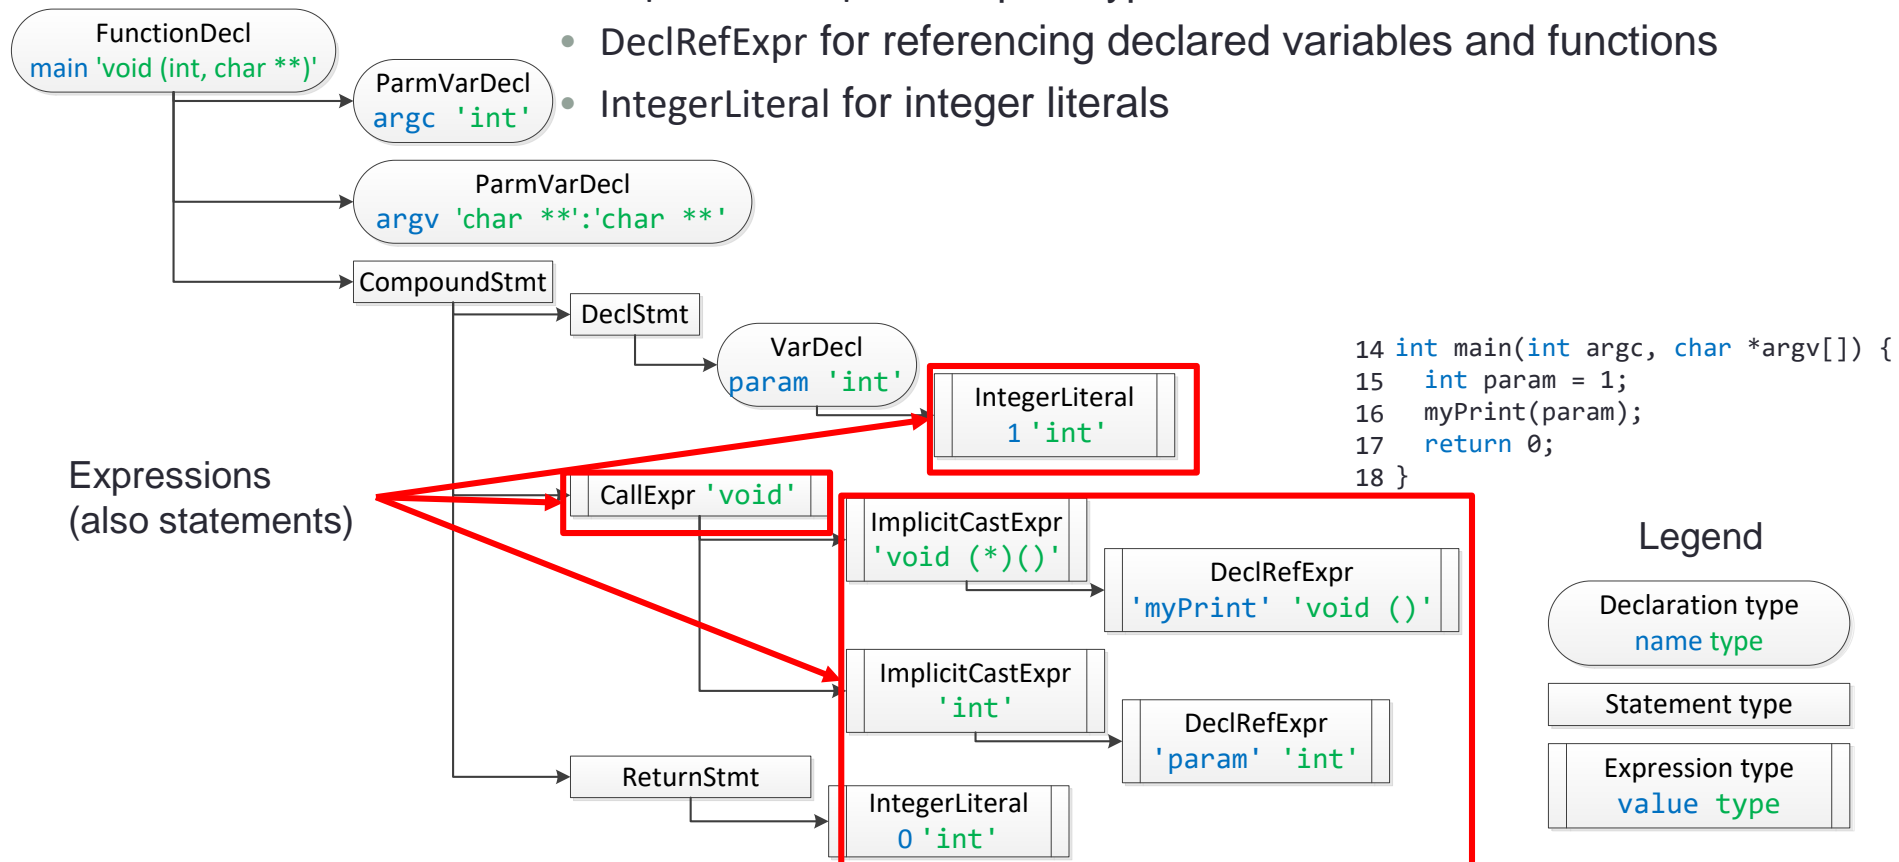 • DeclRefExpr for referencing declared variables and functions
• IntegerLiteral for integer literals
FunctionDecl
main 'void (int, char **)'
ParmVarDecl
argc 'int'
ParmVarDecl
argv 'char **':'char **'
CompoundStmt
DeclStmt
VarDecl
param 'int'
IntegerLiteral
1 'int'
14 int main(int argc, char *argv[]) {
15 int param = 1;
16 myPrint(param);
17 return 0;
18 }
Expressions
(also statements)
CallExpr 'void'
ImplicitCastExpr
'void (*)()'
DeclRefExpr
'myPrint' 'void ()'
ImplicitCastExpr
'int'
DeclRefExpr
'param' 'int'
ReturnStmt
IntegerLiteral
0 'int'
Legend
Declaration type
name type
Statement type
Expression type
value type